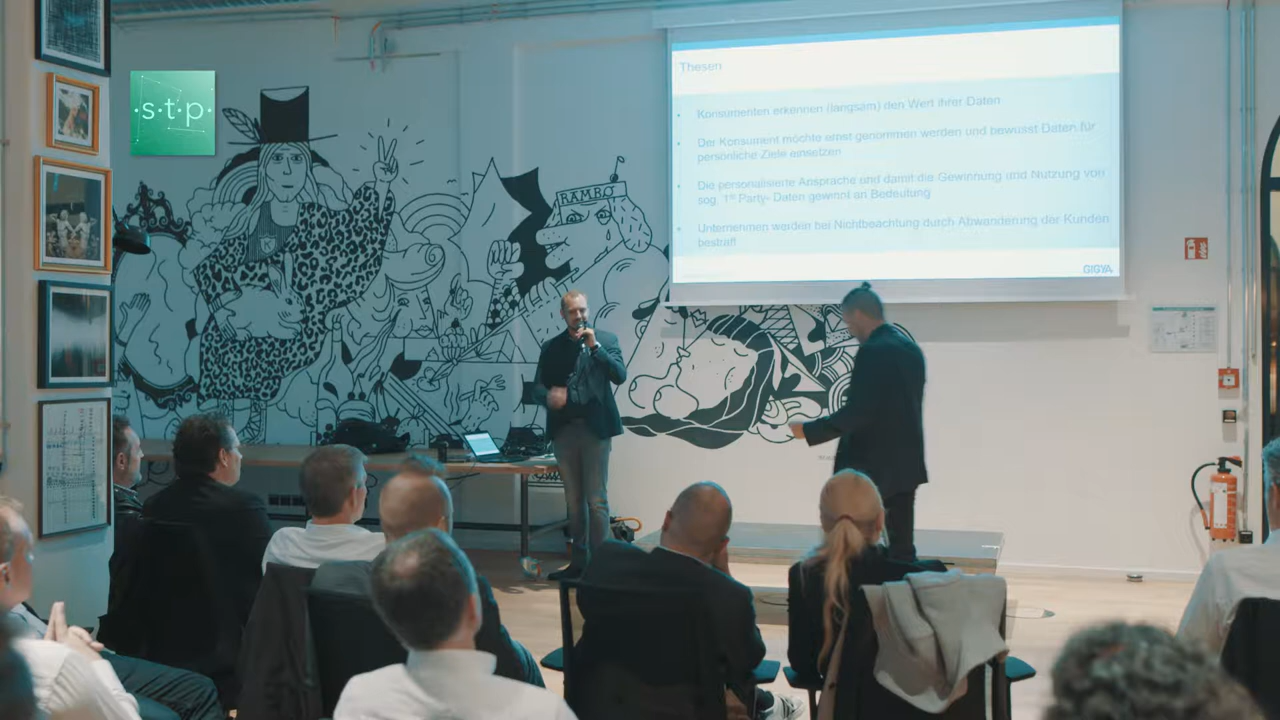 ·s·t·p·
Thesen
Konsumenten erkennen (langsam) den Wert ihrer Daten
Der Konsument möchte ernst genommen werden und bewusst Daten für
persönliche Ziele einsetzen
Die personalisierte Ansprache und damit die Gewinnung und Nutzung von
sog. 1st Party- Daten gewinnt an Bedeutung
Unternehmen werden bei Nichtbeachtung durch Abwanderung der Kunden
bestraft
GIGYA
RAMBO